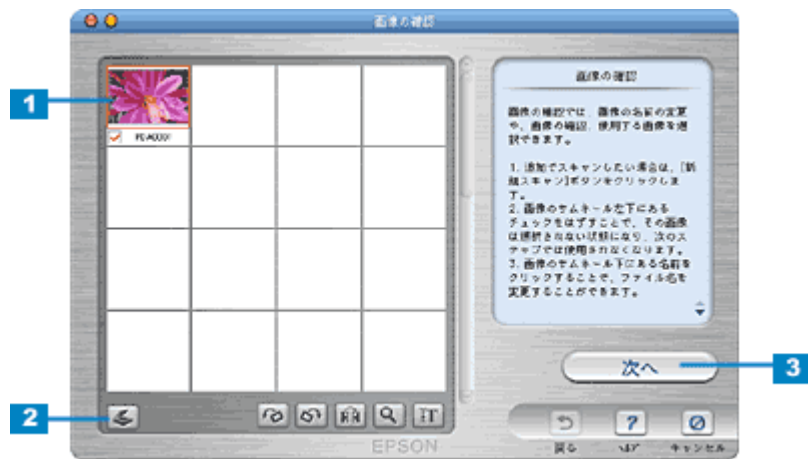 画像の確認
1
画像の確認
画像の確認では、画像の名前の変更
や、画像の確認、使用する画像を選
択できます。
1. 追加でスキャンしたい場合は、[新
規スキャン]ボタンをクリックしま
す。
2. 画像のサムネール左下にある
チェックをはずすことで、その画像
は選択されない状態になり、次のス
テップでは使用されなくなります。
3. 画像のサムネール下にある名前を
クリックすることで、ファイル名を
変更することができます。
次へ
3
2
EPSON
戻る
ヘルプ
キャンセル